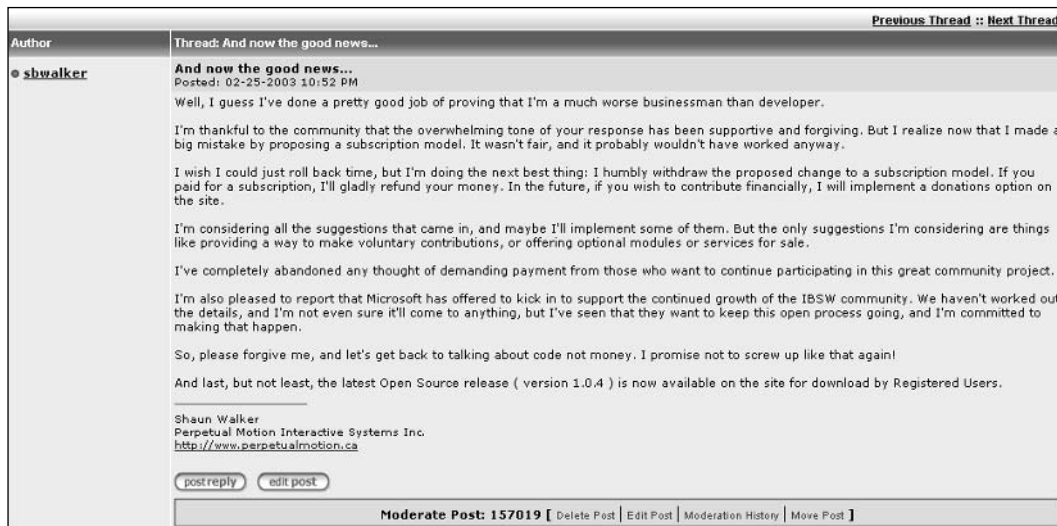 Previous Thread :: Next Thread
Author
Thread: And now the good news...
sbwalker
And now the good news...
Posted: 02-25-2003 10:52 PM
Well, I guess I've done a pretty good job of proving that I'm a much worse businessman than developer.
I'm thankful to the community that the overwhelming tone of your response has been supportive and forgiving. But I realize now that I made a
big mistake by proposing a subscription model. It wasn't fair, and it probably wouldn't have worked anyway.
I wish I could just roll back time, but I'm doing the next best thing: I humbly withdraw the proposed change to a subscription model. If you
paid for a subscription, I'll gladly refund your money. In the future, if you wish to contribute financially, I will implement a donations option on
the site.
I'm considering all the suggestions that came in, and maybe I'll implement some of them. But the only suggestions I'm considering are things
like providing a way to make voluntary contributions, or offering optional modules or services for sale.
I've completely abandoned any thought of demanding payment from those who want to continue participating in this great community project.
I'm also pleased to report that Microsoft has offered to kick in to support the continued growth of the IBSW community. We haven't worked out
the details, and I'm not even sure it'll come to anything, but I've seen that they want to keep this open process going, and I'm committed to
making that happen.
So, please forgive me, and let's get back to talking about code not money. I promise not to screw up like that again!
And last, but not least, the latest Open Source release ( version 1.0.4 ) is now available on the site for download by Registered Users.
Shaun Walker
Perpetual Motion Interactive Systems Inc.
http://www.perpetualmotion.ca
post reply edit post
Moderate Post: 157019 [ Delete Post | Edit Post | Moderation History | Move Post ]